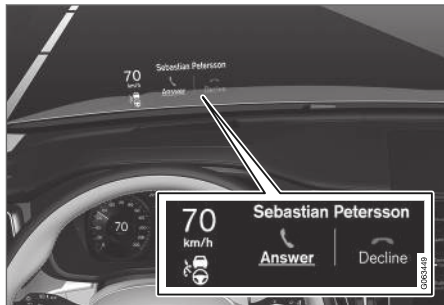 Sebastian Petersson
70
km/h
Answer
Decline
70
70
Sebastian Petersson
km/h
Answer
Decline
G063449